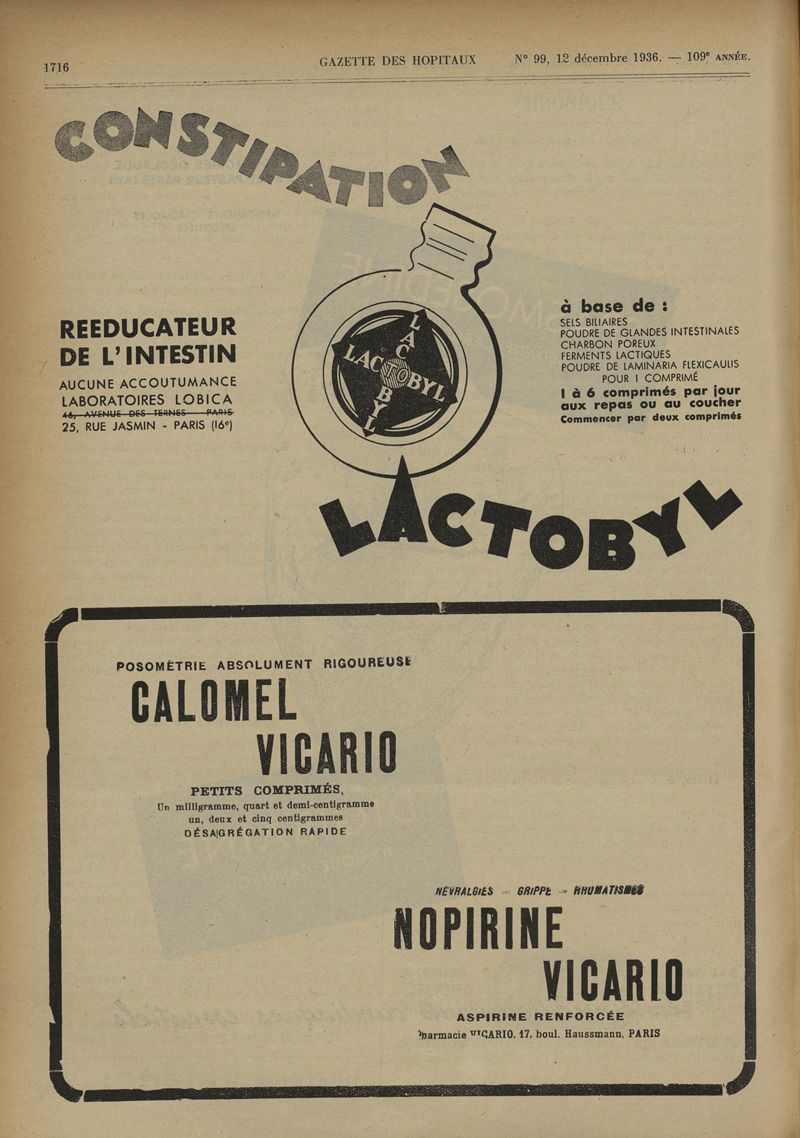 1716
GAZETTE DES HOPITAUX
N° 99, 12 décembre 1936. — 109e ANNÉE.
CONSTIPATION
REEDUCATEUR
DE L'INTESTIN
AUCUNE ACCOUTUMANCE
LABORATOIRES LOBICA
46, AVENUE DES TERNES - PARIS
25, RUE JASMIN - PARIS (16e)
LACTOBYL
LACTOBYL
à base de :
SELS BILIAIRES
POUDRE DE GLANDES INTESTINALES
CHARBON POREUX
FERMENTS LACTIQUES
POUDRE DE LAMINARIA FLEXICAULIS
POUR I COMPRIMÉ
I à 6 comprimés par jour
aux repas ou au coucher
Commencer par deux comprimés
LACTOBYL
POSOMÉTRIE ABSOLUMENT RIGOUREUSE
CALOMEL
VICARIO
PETITS COMPRIMÉS,
Un milligramme, quart et demi-centigramme
un, deux et cinq centigrammes
DÉSAGRÉGATION RAPIDE
NEVRALGIES - GRIPPE - RHUMATISMES
NOPIRINE
VICARIO
ASPIRINE RENFORCÉE
Pharmacie VICARIO, 17, boul. Haussmann, PARIS